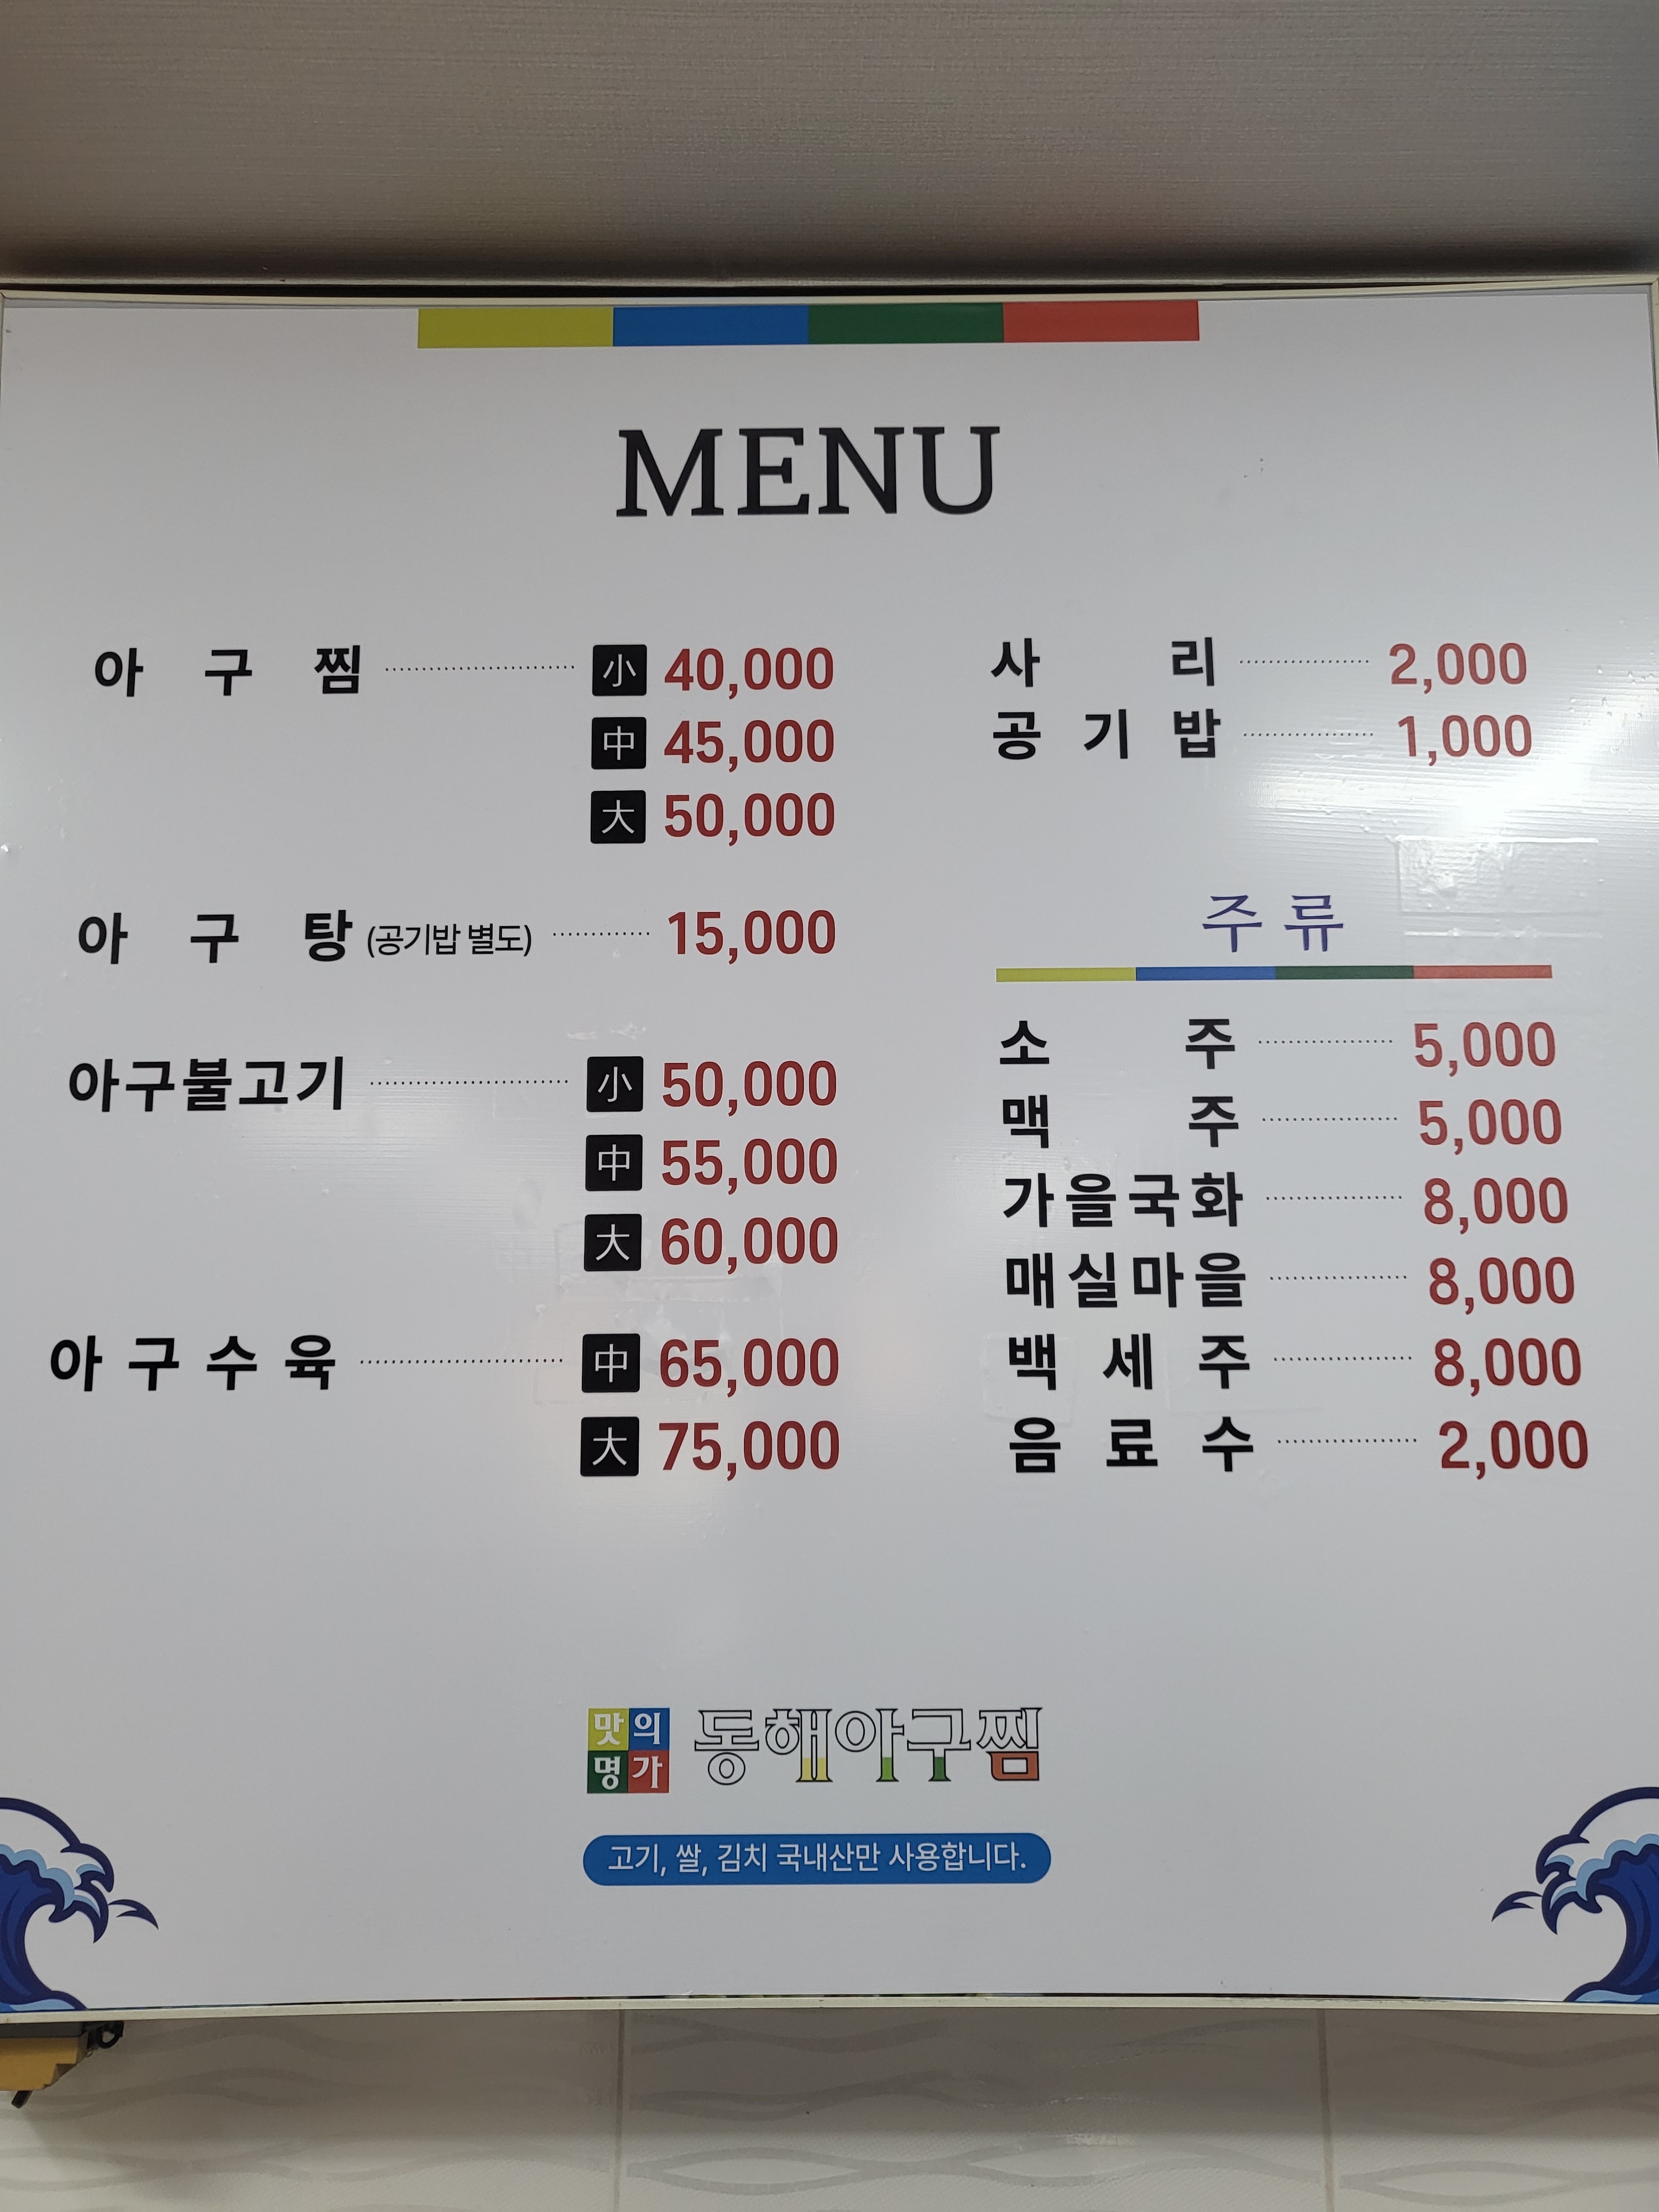 MENU
아구찜 小 40,000
中 45,000
大 50,000
아구탕 (공기밥 별도) 15,000
아구불고기 小 50,000
中 55,000
大 60,000
아구수육 中 65,000
大 75,000
사리 2,000
공기밥 1,000
주류
소주 5,000
맥주 5,000
가을국화 8,000
매실마을 8,000
백세주 8,000
음료수 2,000
맛의
명가
동해아구찜
고기, 쌀, 김치 국내산만 사용합니다.